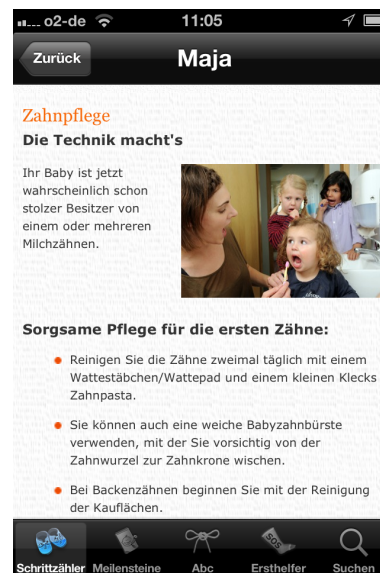 o2-de 11:05
Zurück Maja
Zahnpflege
Die Technik macht's
Ihr Baby ist jetzt
wahrscheinlich schon
stolzer Besitzer von
einem oder mehreren
Milchzähnen.
Sorgsame Pflege für die ersten Zähne:
Reinigen Sie die Zähne zweimal täglich mit einem
Wattestäbchen/Wattepad und einem kleinen Klecks
Zahnpasta.
Sie können auch eine weiche Babyzahnbürste
verwenden, mit der Sie vorsichtig von der
Zahnwurzel zur Zahnkrone wischen.
Bei Backenzähnen beginnen Sie mit der Reinigung
der Kauflächen.
SOS
Schrittzähler Meilensteine Abc Ersthelfer Suchen